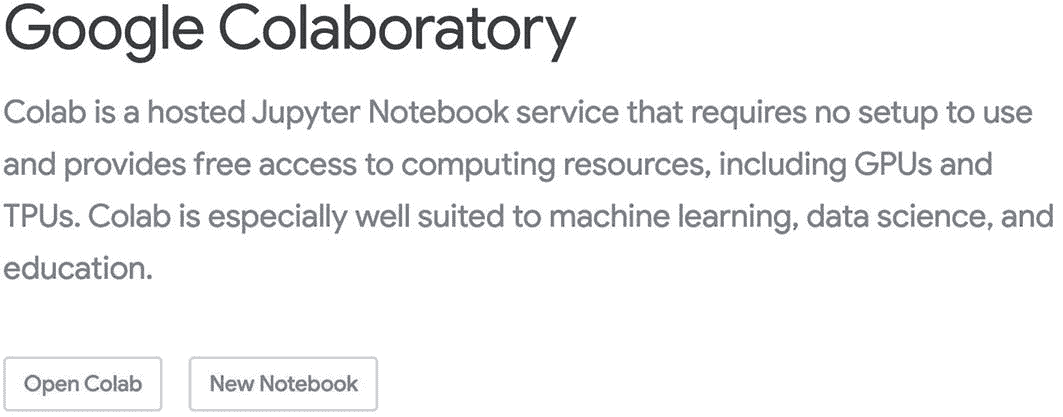 Google Colaboratory
Colab is a hosted Jupyter Notebook service that requires no setup to use
and provides free access to computing resources, including GPUs and
TPUs. Colab is especially well suited to machine learning, data science, and
education.
Open Colab
New Notebook